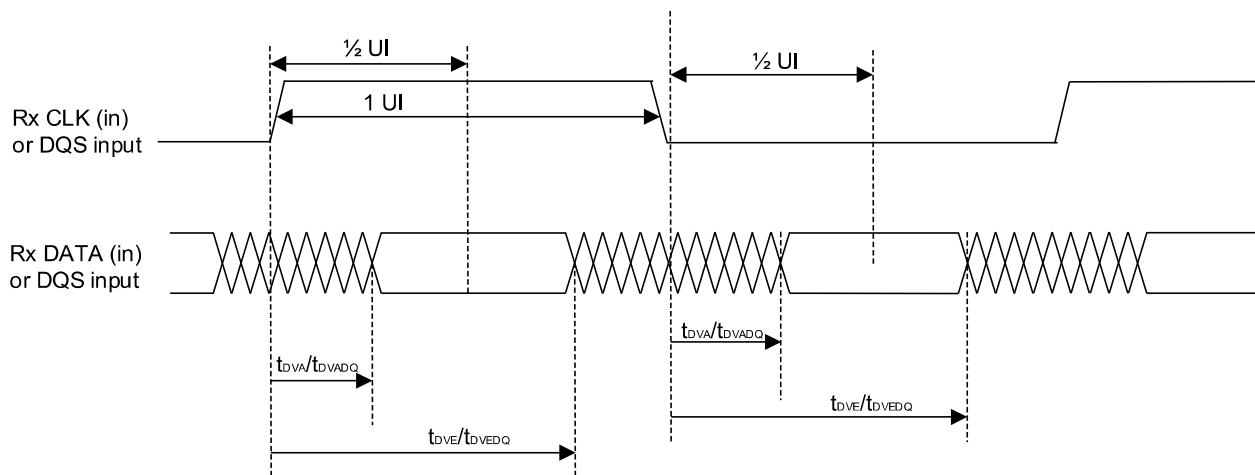 ½ UI
½ UI
1 UI
Rx CLK (in)
or DQS input
Rx DATA (in)
or DQS input
tDVA/tDVADQ
tDVA/tDVADQ
tDVE/tDVEDQ
tDVE/tDVEDQ